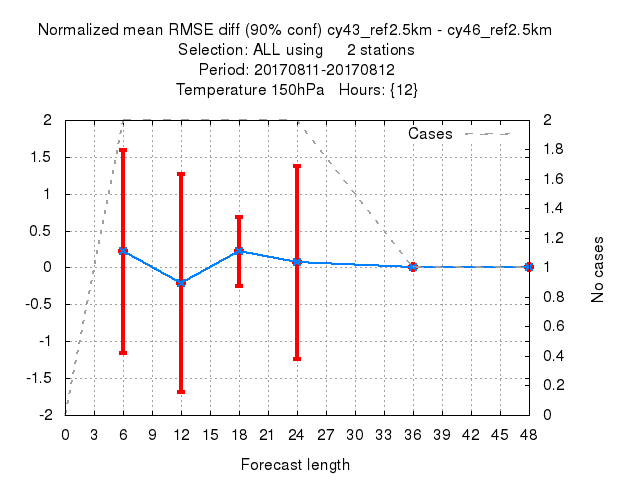 Normalized mean RMSE diff (90% conf) cy43_ref2.5km - cy46_ref2.5km
Selection: ALL using 2 stations
Period: 20170811-20170812
Temperature 150hPa Hours: {12}
Cases
2
1.5
1
0.5
0
-0.5
-1
-1.5
-2
2
1.8
1.6
1.4
1.2
1
0.8
0.6
0.4
0.2
0
No cases
0 3 6 9 12 15 18 21 24 27 30 33 36 39 42 45 48
Forecast length